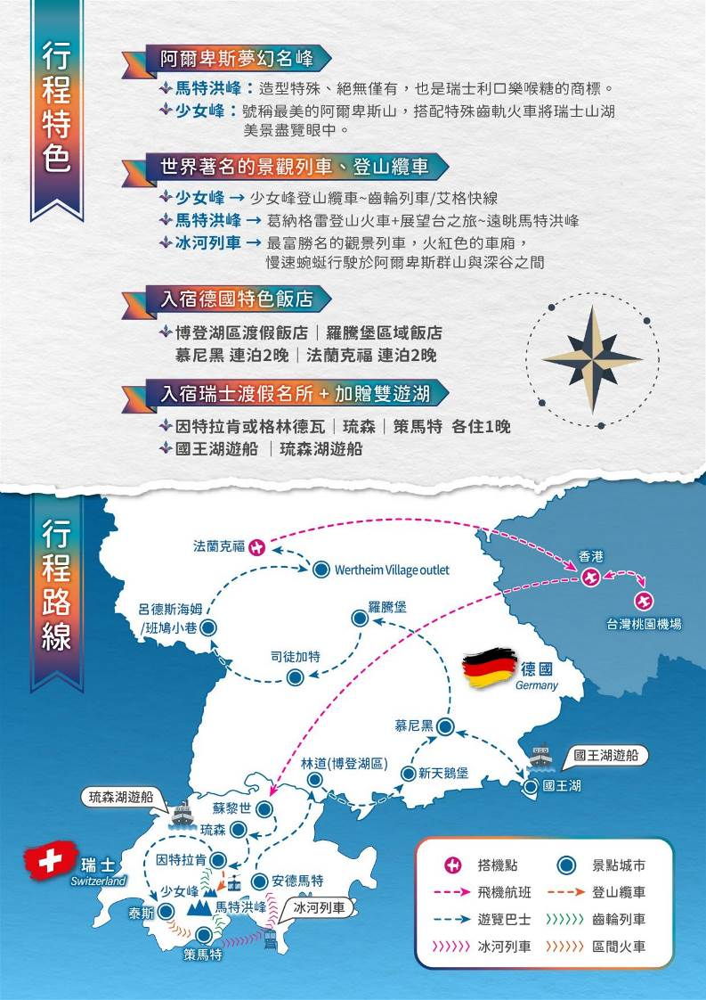 行程特色
阿爾卑斯夢幻名峰
馬特洪峰：造型特殊、絕無僅有，也是瑞士利口樂喉糖的商標。
少女峰：號稱最美的阿爾卑斯山，搭配特殊齒軌火車將瑞士山湖
美景盡覽眼中。
世界著名的景觀列車、登山纜車
少女峰 → 少女峰登山纜車~齒輪列車/艾格快線
馬特洪峰 → 葛納格雷登山火車+展望台之旅~遠眺馬特洪峰
冰河列車 → 最富勝名的觀景列車，火紅色的車廂，
慢速蜿蜒行駛於阿爾卑斯群山與深谷之間
入宿德國特色飯店
博登湖區渡假飯店｜羅騰堡區域飯店
慕尼黑 連泊2晚｜法蘭克福 連泊2晚
入宿瑞士渡假名所 + 加贈雙遊湖
因特拉肯或格林德瓦｜琉森｜策馬特 各住1晚
國王湖遊船 ｜琉森湖遊船
行程路線
法蘭克福
Wertheim Village outlet
香港
台灣桃園機場
呂德斯海姆
/班鳩小巷
羅騰堡
司徒加特
德國
Germany
慕尼黑
國王湖遊船
林道(博登湖區)
新天鵝堡
國王湖
琉森湖遊船
蘇黎世
琉森
因特拉肯
瑞士
Switzerland
安德馬特
少女峰
馬特洪峰
冰河列車
泰斯
策馬特
搭機點
景點城市
飛機航班
登山纜車
遊覽巴士
齒輪列車
冰河列車
區間火車